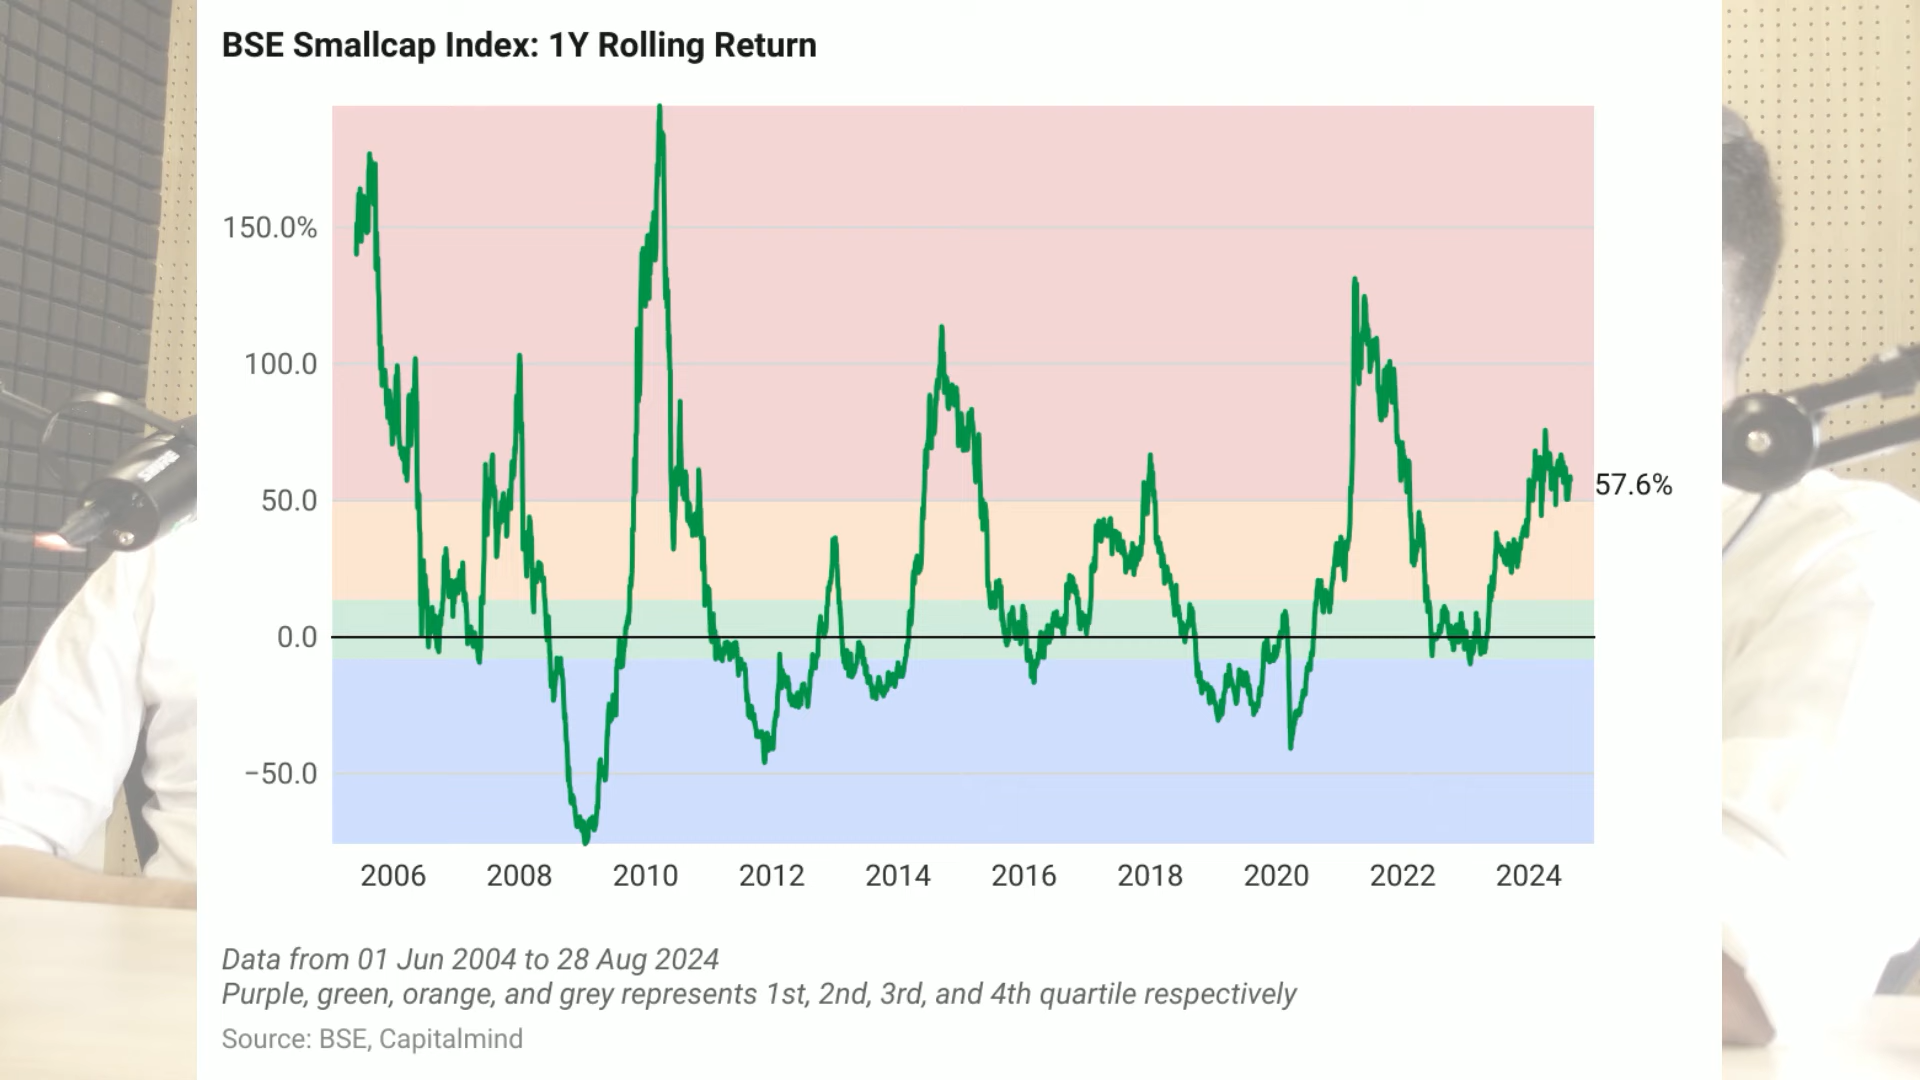 BSE Smallcap Index: 1Y Rolling Return
150.0%
100.0
50.0
57.6%
0.0
−50.0
2006 2008 2010 2012 2014 2016 2018 2020 2022 2024
Data from 01 Jun 2004 to 28 Aug 2024
Purple, green, orange, and grey represents 1st, 2nd, 3rd, and 4th quartile respectively
Source: BSE, Capitalmind
SHURE